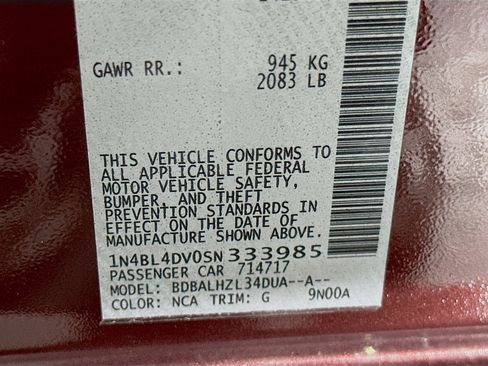 GAWR RR.: 945 KG
2083 LB
THIS VEHICLE CONFORMS TO
ALL APPLICABLE FEDERAL
MOTOR VEHICLE SAFETY,
BUMPER, AND THEFT
PREVENTION STANDARDS IN
EFFECT ON THE DATE OF
MANUFACTURE SHOWN ABOVE.
1N4BL4DV0SN333985
PASSENGER CAR 714717
MODEL: BDBALHZL34DUA--A--
COLOR: NCA TRIM: G 9N00A